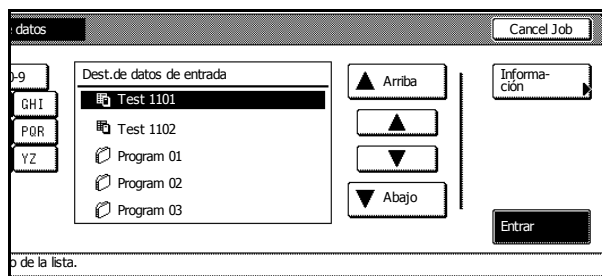 datos
Cancel Job
0-9
GHI
PQR
YZ
Dest.de datos de entrada
Test 1101
Test 1102
Program 01
Program 02
Program 03
Arriba
Abajo
Informa-
ción
Entrar
o de la lista.